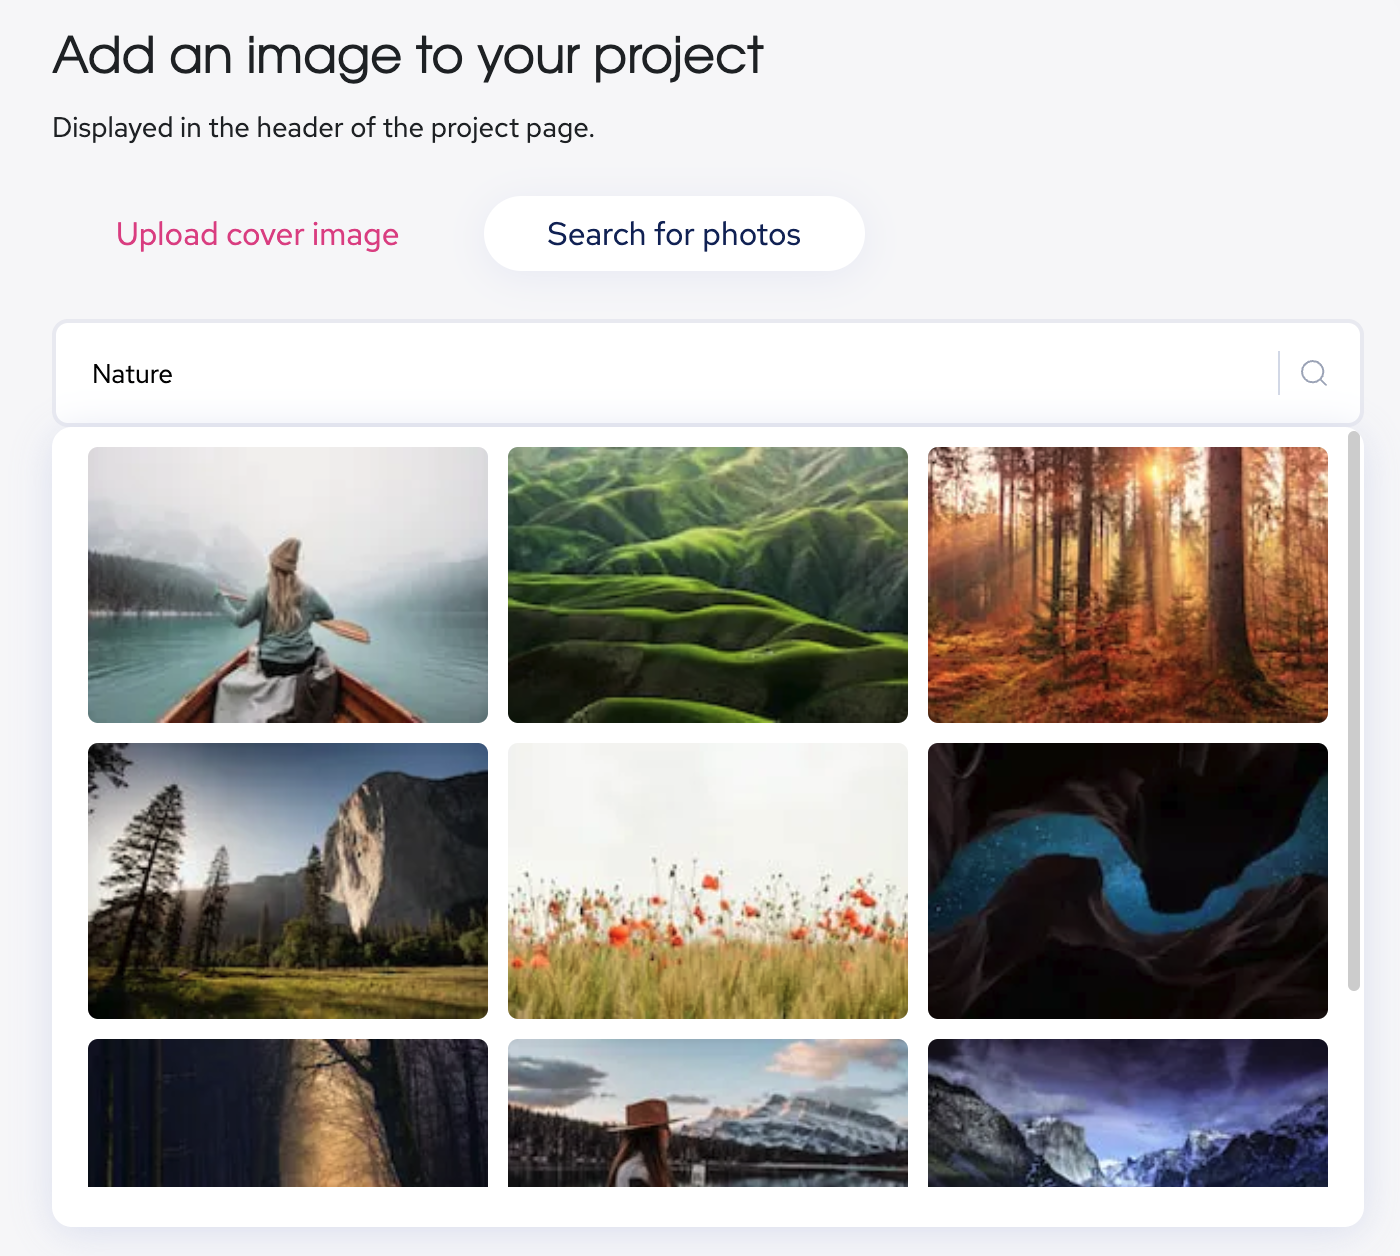 Add an image to your project
Displayed in the header of the project page.
Upload cover image
Search for photos
Nature